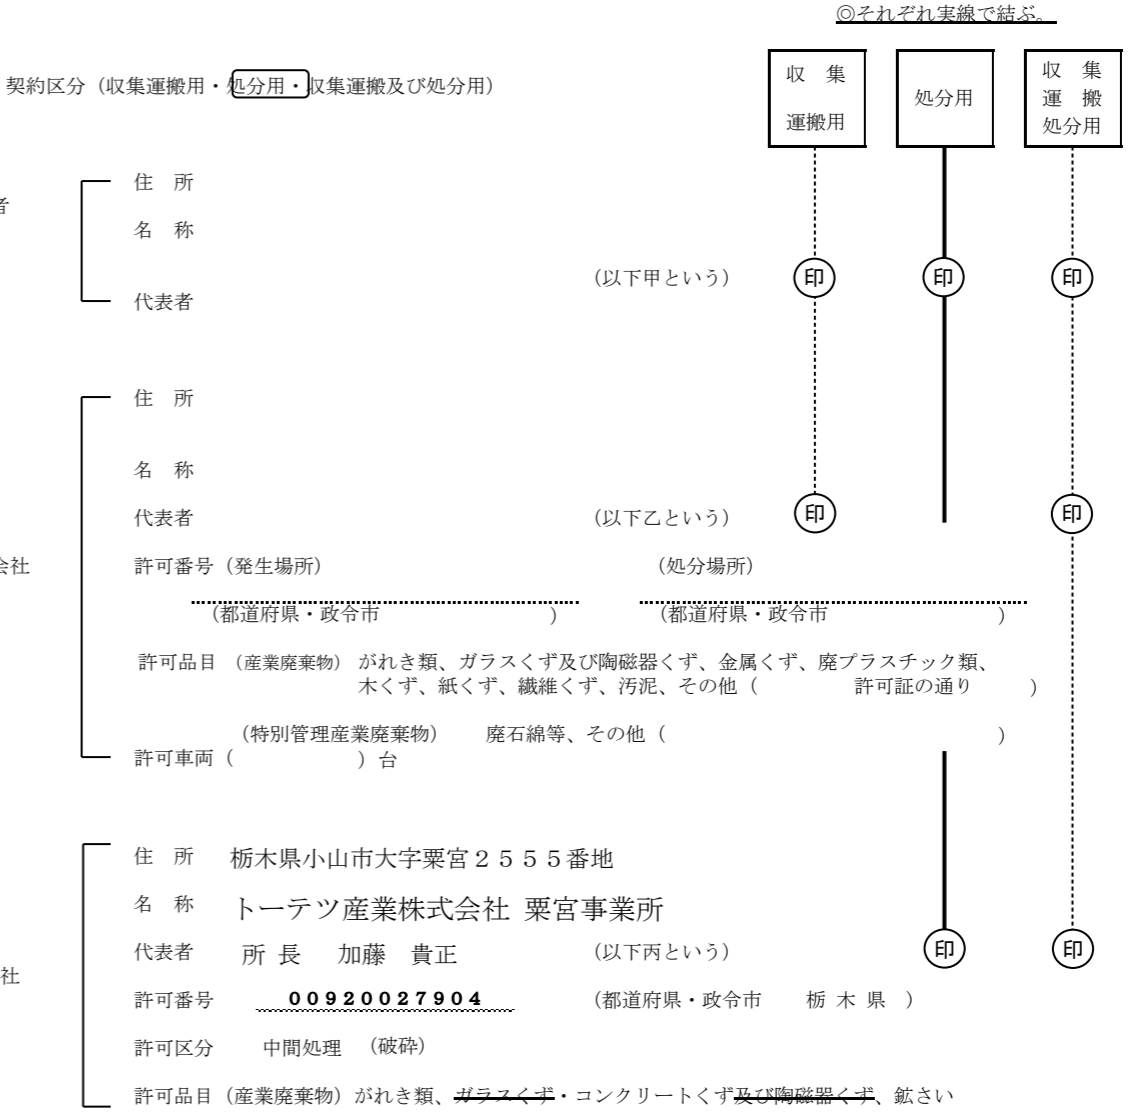 ◎それぞれ実線で結ぶ。
契約区分（収集運搬用・処分用・収集運搬及び処分用）
収　集
運搬用
処分用
収　集
運　搬
処分用
住　所
者
名　称
（以下甲という）
印
印
印
代表者
住　所
名　称
代表者
（以下乙という）
印
印
会社
許可番号（発生場所）
（処分場所）
（都道府県・政令市　　　　　　　　）
（都道府県・政令市　　　　　　　　）
許可品目　（産業廃棄物）　がれき類、ガラスくず及び陶磁器くず、金属くず、廃プラスチック類、
木くず、紙くず、繊維くず、汚泥、その他（　　　　　許可証の通り　　　）
（特別管理産業廃棄物）　　廃石綿等、その他（　　　　　　　　　　　　　　　　）
許可車両（　　　　　　）台
住　所　栃木県小山市大字粟宮２５５５番地
名　称　トーテツ産業株式会社 粟宮事業所
代表者　所 長　加藤　貴正　　（以下丙という）
印
印
社
許可番号　００９２００２７９０４　　（都道府県・政令市　　栃 木 県　）
許可区分　中間処理　（破砕）
許可品目（産業廃棄物）がれき類、ガラスくず・コンクリートくず及び陶磁器くず、鉱さい